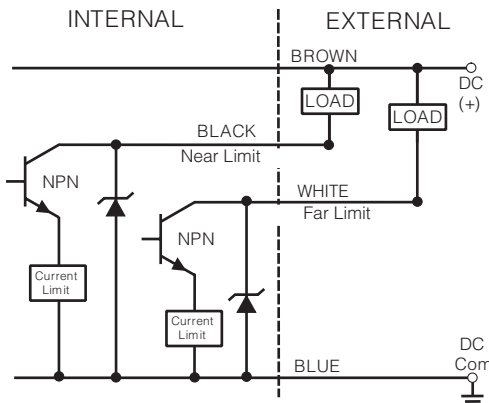 INTERNAL
EXTERNAL
BROWN
DC
(+)
LOAD
LOAD
BLACK
Near Limit
NPN
WHITE
Far Limit
NPN
Current
Limit
Current
Limit
BLUE
DC
Com